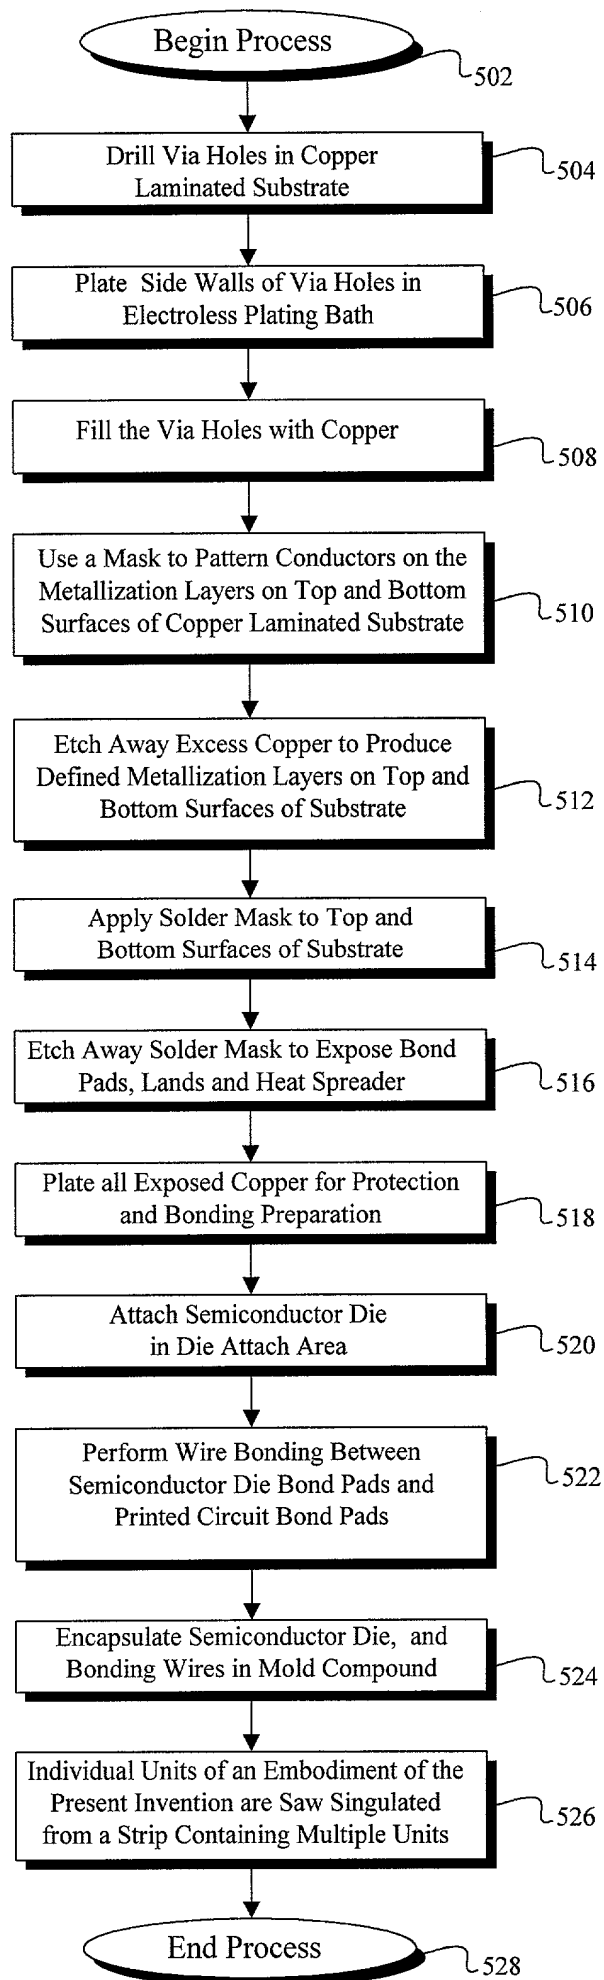 Begin Process
502
Drill Via Holes in Copper
Laminated Substrate
504
Plate Side Walls of Via Holes in
Electroless Plating Bath
506
Fill the Via Holes with Copper
508
Use a Mask to Pattern Conductors on the
Metallization Layers on Top and Bottom
Surfaces of Copper Laminated Substrate
510
Etch Away Excess Copper to Produce
Defined Metallization Layers on Top and
Bottom Surfaces of Substrate
512
Apply Solder Mask to Top and
Bottom Surfaces of Substrate
514
Etch Away Solder Mask to Expose Bond
Pads, Lands and Heat Spreader
516
Plate all Exposed Copper for Protection
and Bonding Preparation
518
Attach Semiconductor Die
in Die Attach Area
520
Perform Wire Bonding Between
Semiconductor Die Bond Pads and
Printed Circuit Bond Pads
522
Encapsulate Semiconductor Die, and
Bonding Wires in Mold Compound
524
Individual Units of an Embodiment of the
Present Invention are Saw Singulated
from a Strip Containing Multiple Units
526
End Process
528